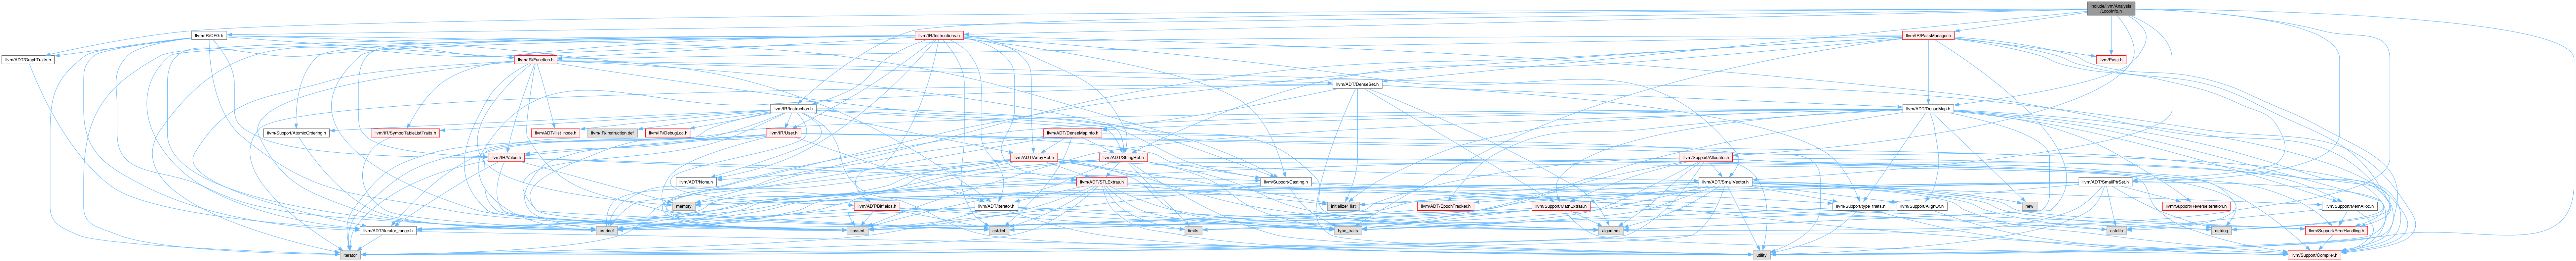 include/llvm/Analysis
/LoopInfo.h
llvm/IR/CFG.h
llvm/IR/Instructions.h
llvm/IR/PassManager.h
llvm/ADT/GraphTraits.h
llvm/IR/Function.h
llvm/Pass.h
llvm/ADT/DenseSet.h
llvm/IR/Instruction.h
llvm/ADT/DenseMap.h
llvm/Support/AtomicOrdering.h
llvm/IR/SymbolTableListTraits.h
llvm/ADT/ilist_node.h
llvm/IR/Instruction.def
llvm/IR/DebugLoc.h
llvm/IR/User.h
llvm/ADT/DenseMapInfo.h
llvm/IR/Value.h
llvm/ADT/ArrayRef.h
llvm/ADT/StringRef.h
llvm/Support/Allocator.h
llvm/ADT/None.h
llvm/ADT/STLExtras.h
llvm/Support/Casting.h
llvm/ADT/SmallVector.h
llvm/ADT/SmallPtrSet.h
memory
llvm/ADT/Bitfields.h
llvm/ADT/iterator.h
initializer_list
llvm/ADT/EpochTracker.h
llvm/Support/MathExtras.h
llvm/Support/type_traits.h
llvm/Support/AlignOf.h
new
llvm/Support/ReverseIteration.h
llvm/Support/MemAlloc.h
llvm/ADT/iterator_range.h
cstddef
cassert
cstdint
limits
type_traits
algorithm
cstdlib
cstring
llvm/Support/ErrorHandling.h
iterator
utility
llvm/Support/Compiler.h